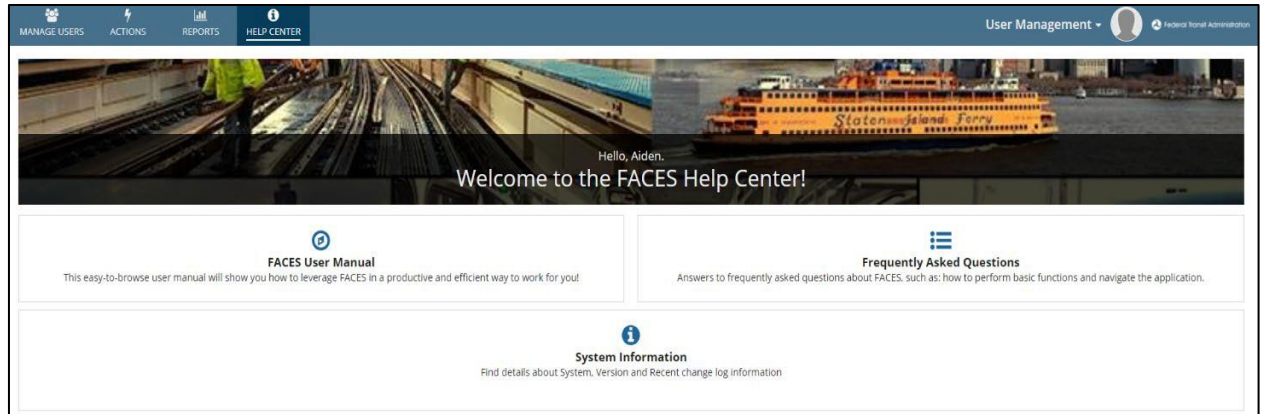 MANAGE USERS
ACTIONS
REPORTS
HELP CENTER
User Management
Federal Transit Administration
Staten Island Ferry
Hello, Aiden.
Welcome to the FACES Help Center!
FACES User Manual
This easy-to-browse user manual will show you how to leverage FACES in a productive and efficient way to work for you!
Frequently Asked Questions
Answers to frequently asked questions about FACES, such as: how to perform basic functions and navigate the application.
System Information
Find details about System, Version and Recent change log information